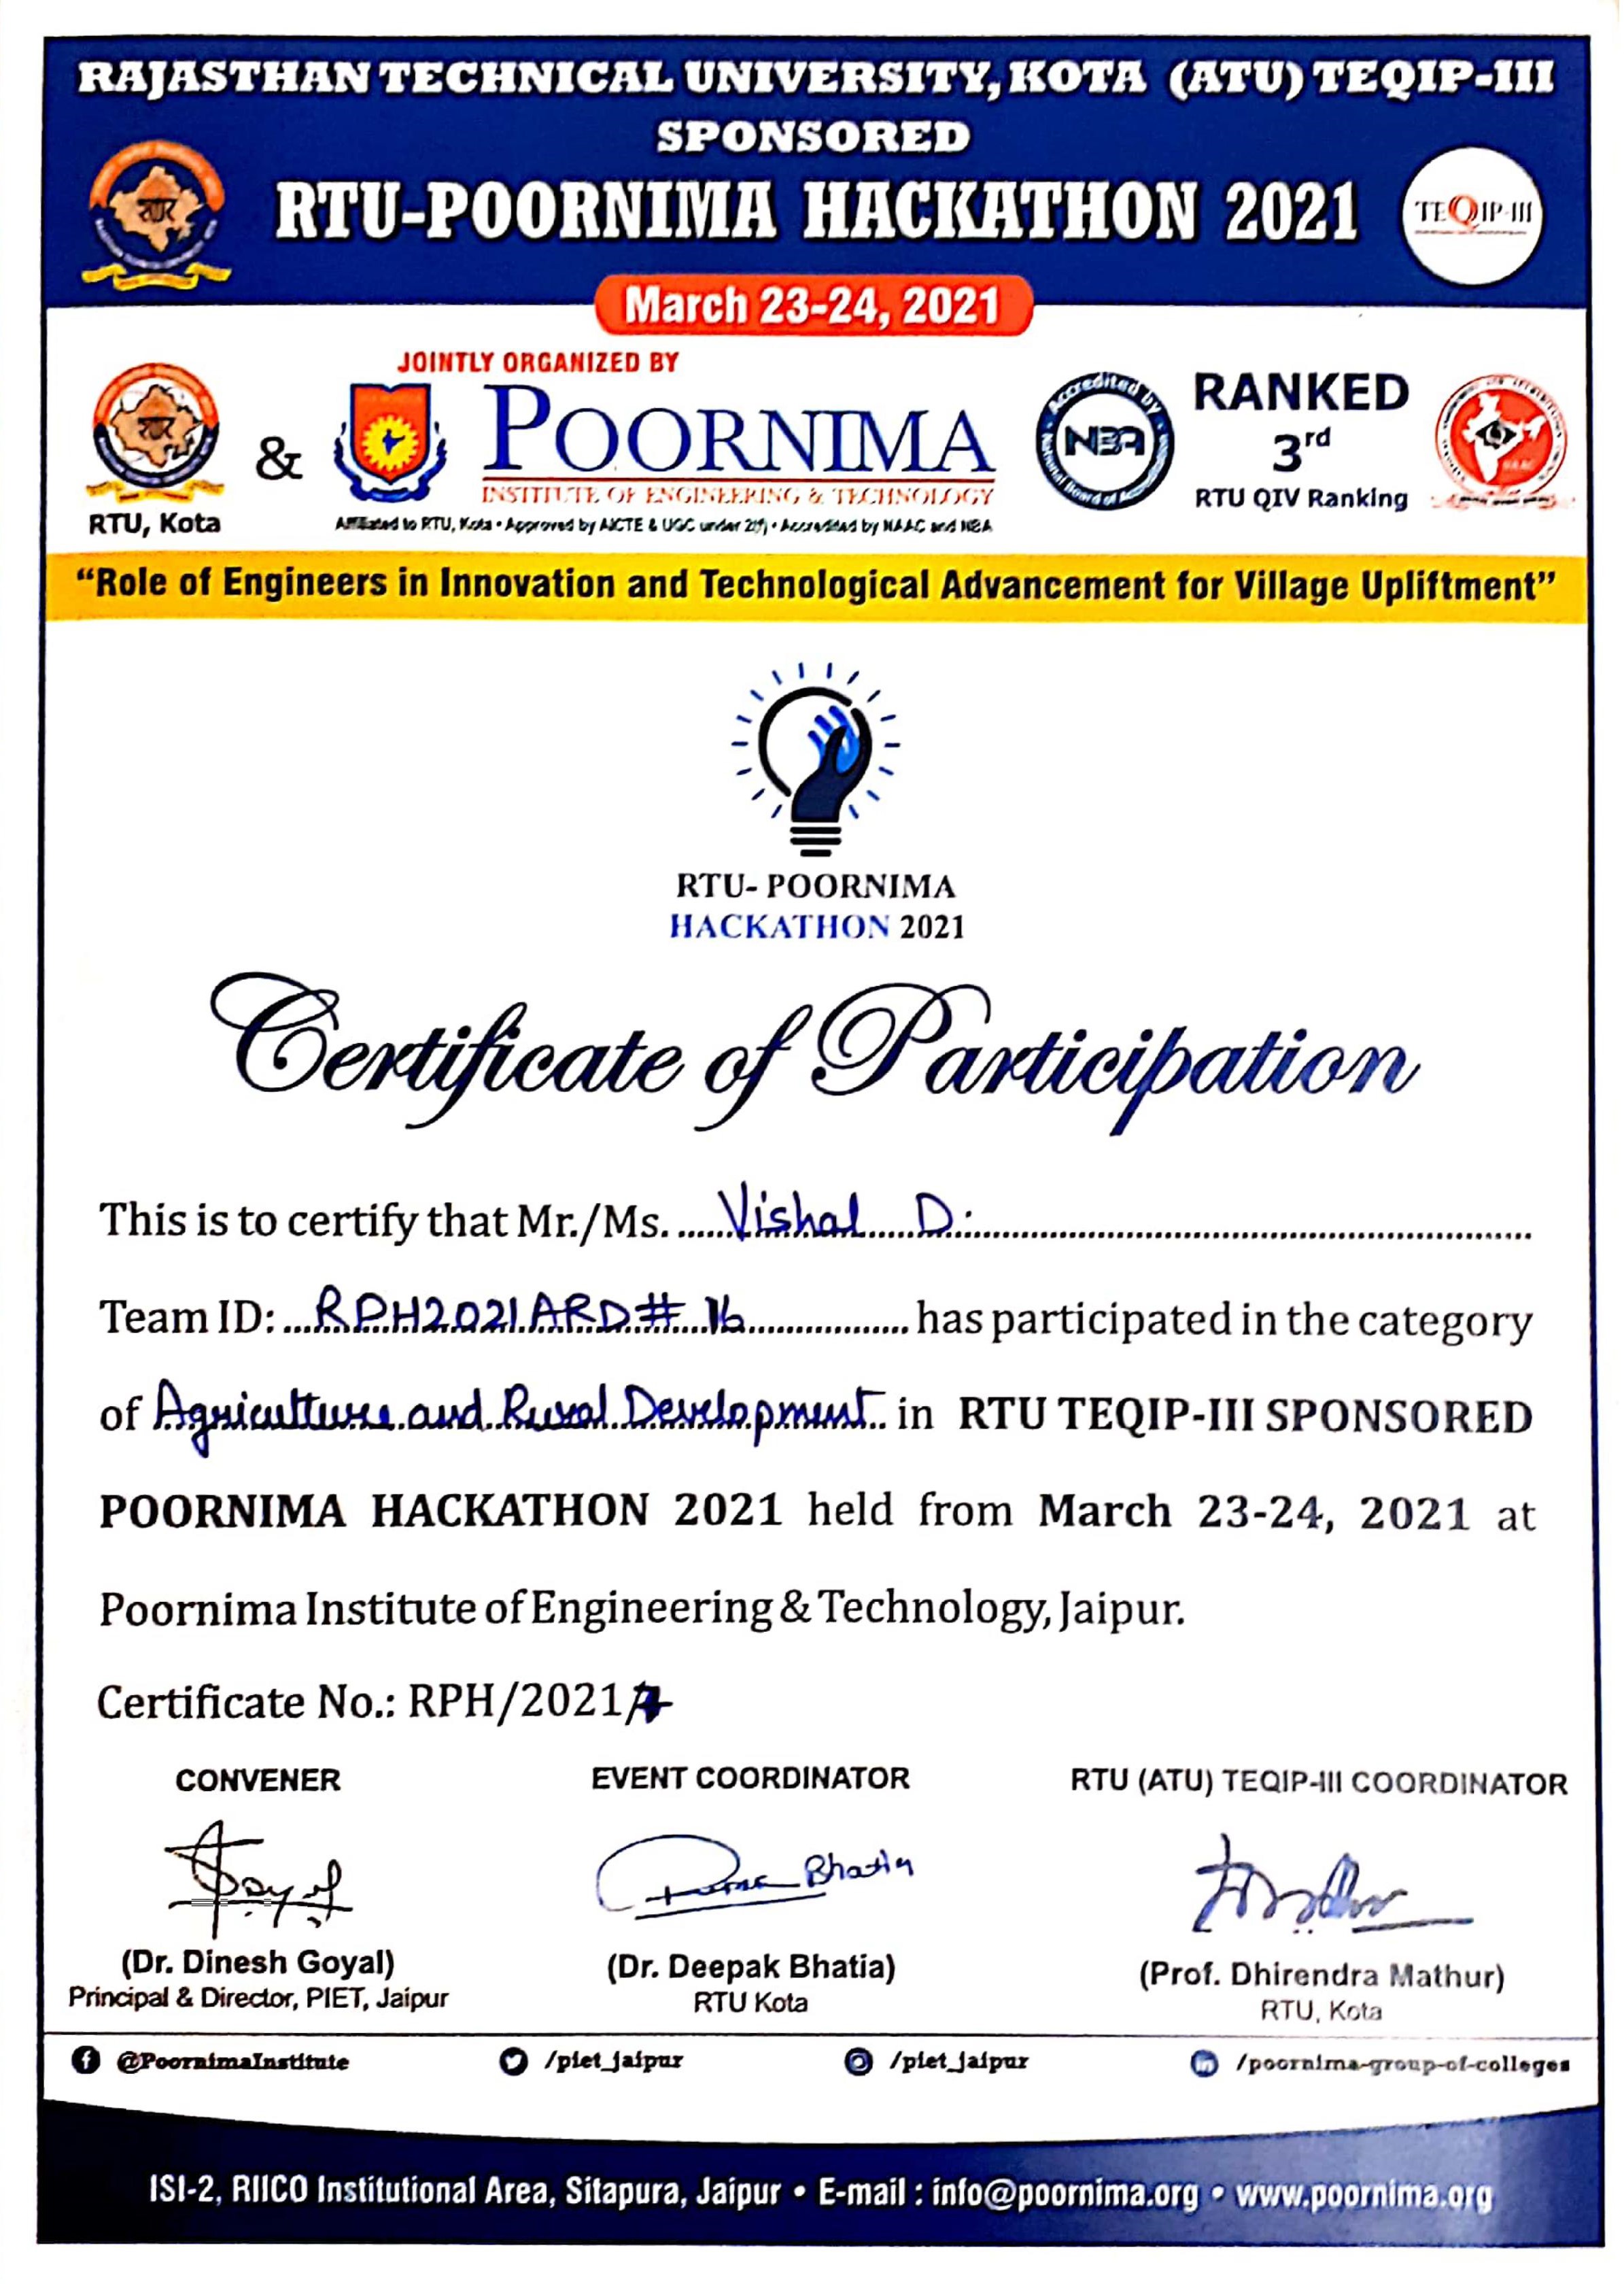 RAJASTHAN TECHNICAL UNIVERSITY, KOTA (ATU) TEQIP-III
SPONSORED
RTU-POORNIMA HACKATHON 2021
TEQIP-III
March 23-24, 2021
JOINTLY ORGANIZED BY
RTU, Kota
&
POORNIMA
INSTITUTE OF ENGINEERING & TECHNOLOGY
Affiliated to RTU, Kota • Approved by AICTE & UGC under 2(f) • Accredited by NAAC and NBA
Accredited by
NBA
National Board of Accreditation
RANKED
3rd
RTU QIV Ranking
"Role of Engineers in Innovation and Technological Advancement for Village Upliftment"
RTU- POORNIMA
HACKATHON 2021
Certificate of Participation
This is to certify that Mr./Ms. Vishal D.
Team ID: RPH2021ARD# 16 has participated in the category
of Agriculture and Rural Development in RTU TEQIP-III SPONSORED
POORNIMA HACKATHON 2021 held from March 23-24, 2021 at
Poornima Institute of Engineering & Technology, Jaipur.
Certificate No.: RPH/2021/
CONVENER
EVENT COORDINATOR
RTU (ATU) TEQIP-III COORDINATOR
Bhatia
(Dr. Dinesh Goyal)
Principal & Director, PIET, Jaipur
(Dr. Deepak Bhatia)
RTU Kota
(Prof. Dhirendra Mathur)
RTU, Kota
@PoornimaInstitute
/piet_jaipur
/piet_jaipur
/poornima-group-of-colleges
ISI-2, RIICO Institutional Area, Sitapura, Jaipur • E-mail : info@poornima.org • www.poornima.org